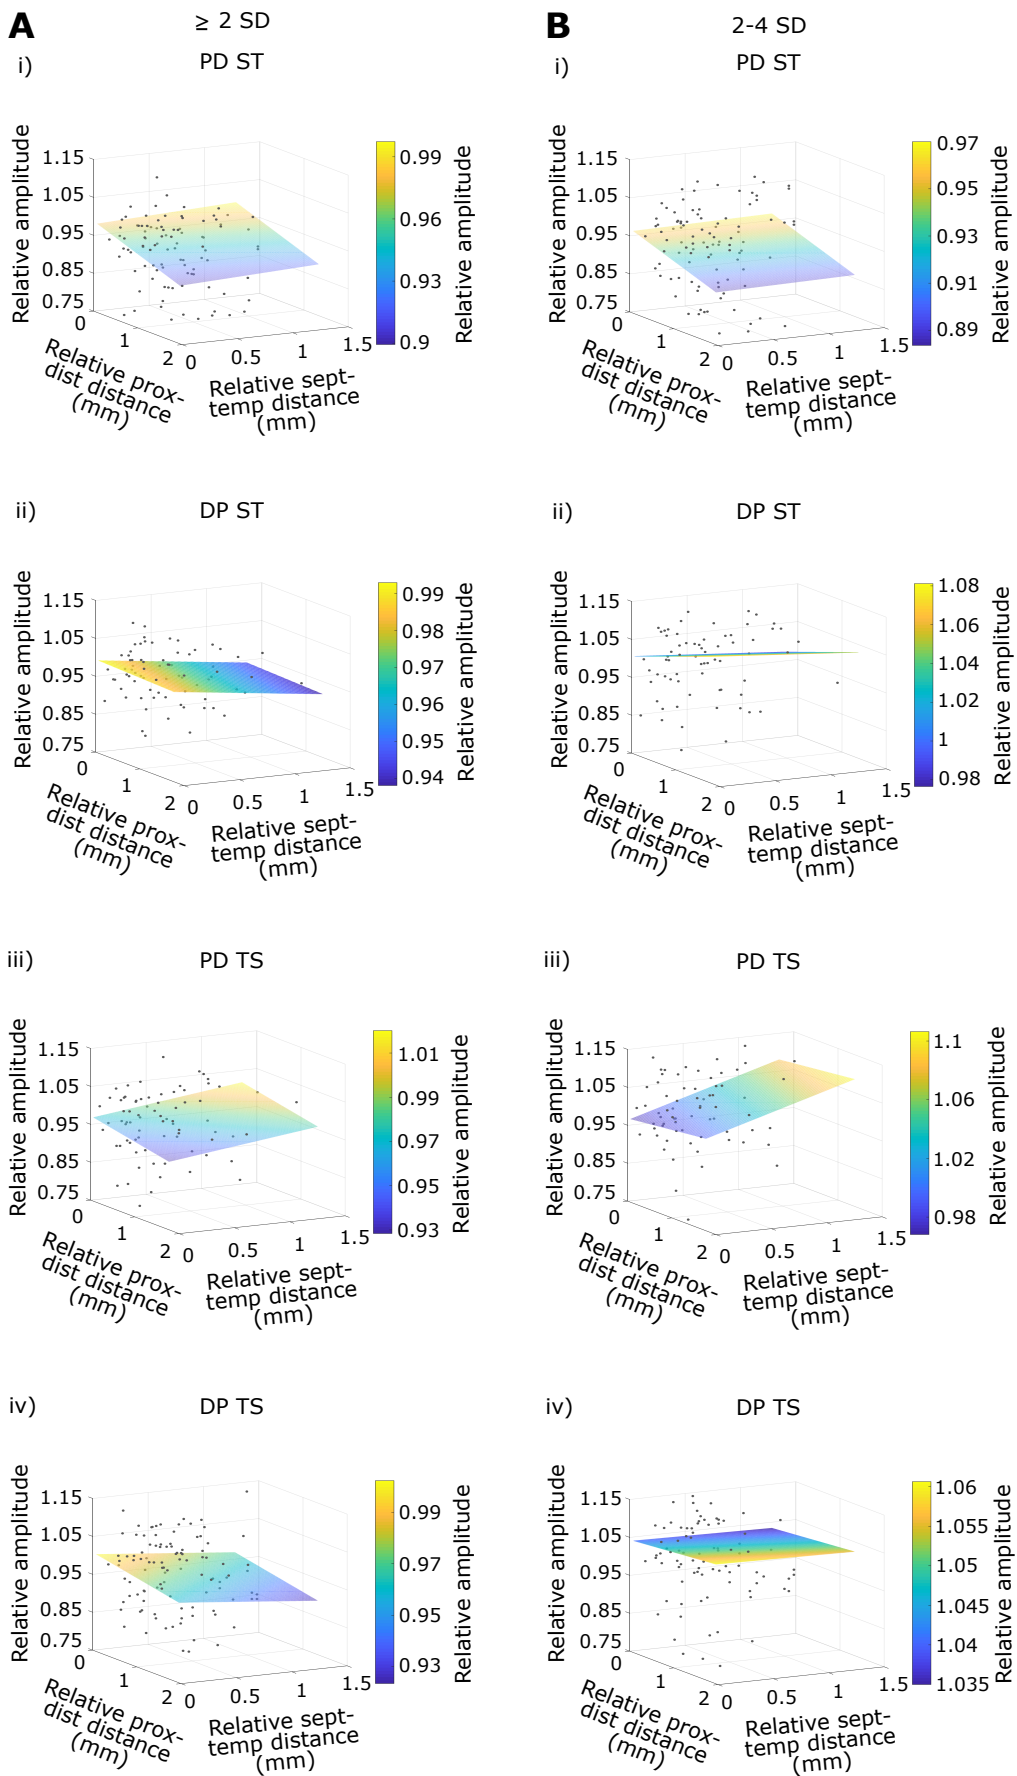 A
≥ 2 SD
i)
PD ST
Relative amplitude
1.15
1.05
0.95
0.85
0.75
0
1
2
0
0.5
1
1.5
Relative prox-
dist distance
(mm)
Relative sept-
temp distance
(mm)
0.99
0.96
0.93
0.9
Relative amplitude
ii)
DP ST
Relative amplitude
1.15
1.05
0.95
0.85
0.75
0
1
2
0
0.5
1
1.5
Relative prox-
dist distance
(mm)
Relative sept-
temp distance
(mm)
0.99
0.98
0.97
0.96
0.95
0.94
Relative amplitude
iii)
PD TS
Relative amplitude
1.15
1.05
0.95
0.85
0.75
0
1
2
0
0.5
1
1.5
Relative prox-
dist distance
(mm)
Relative sept-
temp distance
(mm)
1.01
0.99
0.97
0.95
0.93
Relative amplitude
iv)
DP TS
Relative amplitude
1.15
1.05
0.95
0.85
0.75
0
1
2
0
0.5
1
1.5
Relative prox-
dist distance
(mm)
Relative sept-
temp distance
(mm)
0.99
0.97
0.95
0.93
Relative amplitude
B
2-4 SD
i)
PD ST
Relative amplitude
1.15
1.05
0.95
0.85
0.75
0
1
2
0
0.5
1
1.5
Relative prox-
dist distance
(mm)
Relative sept-
temp distance
(mm)
0.97
0.95
0.93
0.91
0.89
Relative amplitude
ii)
DP ST
Relative amplitude
1.15
1.05
0.95
0.85
0.75
0
1
2
0
0.5
1
1.5
Relative prox-
dist distance
(mm)
Relative sept-
temp distance
(mm)
1.08
1.06
1.04
1.02
1
0.98
Relative amplitude
iii)
PD TS
Relative amplitude
1.15
1.05
0.95
0.85
0.75
0
1
2
0
0.5
1
1.5
Relative prox-
dist distance
(mm)
Relative sept-
temp distance
(mm)
1.1
1.06
1.02
0.98
Relative amplitude
iv)
DP TS
Relative amplitude
1.15
1.05
0.95
0.85
0.75
0
1
2
0
0.5
1
1.5
Relative prox-
dist distance
(mm)
Relative sept-
temp distance
(mm)
1.06
1.055
1.05
1.045
1.04
1.035
Relative amplitude